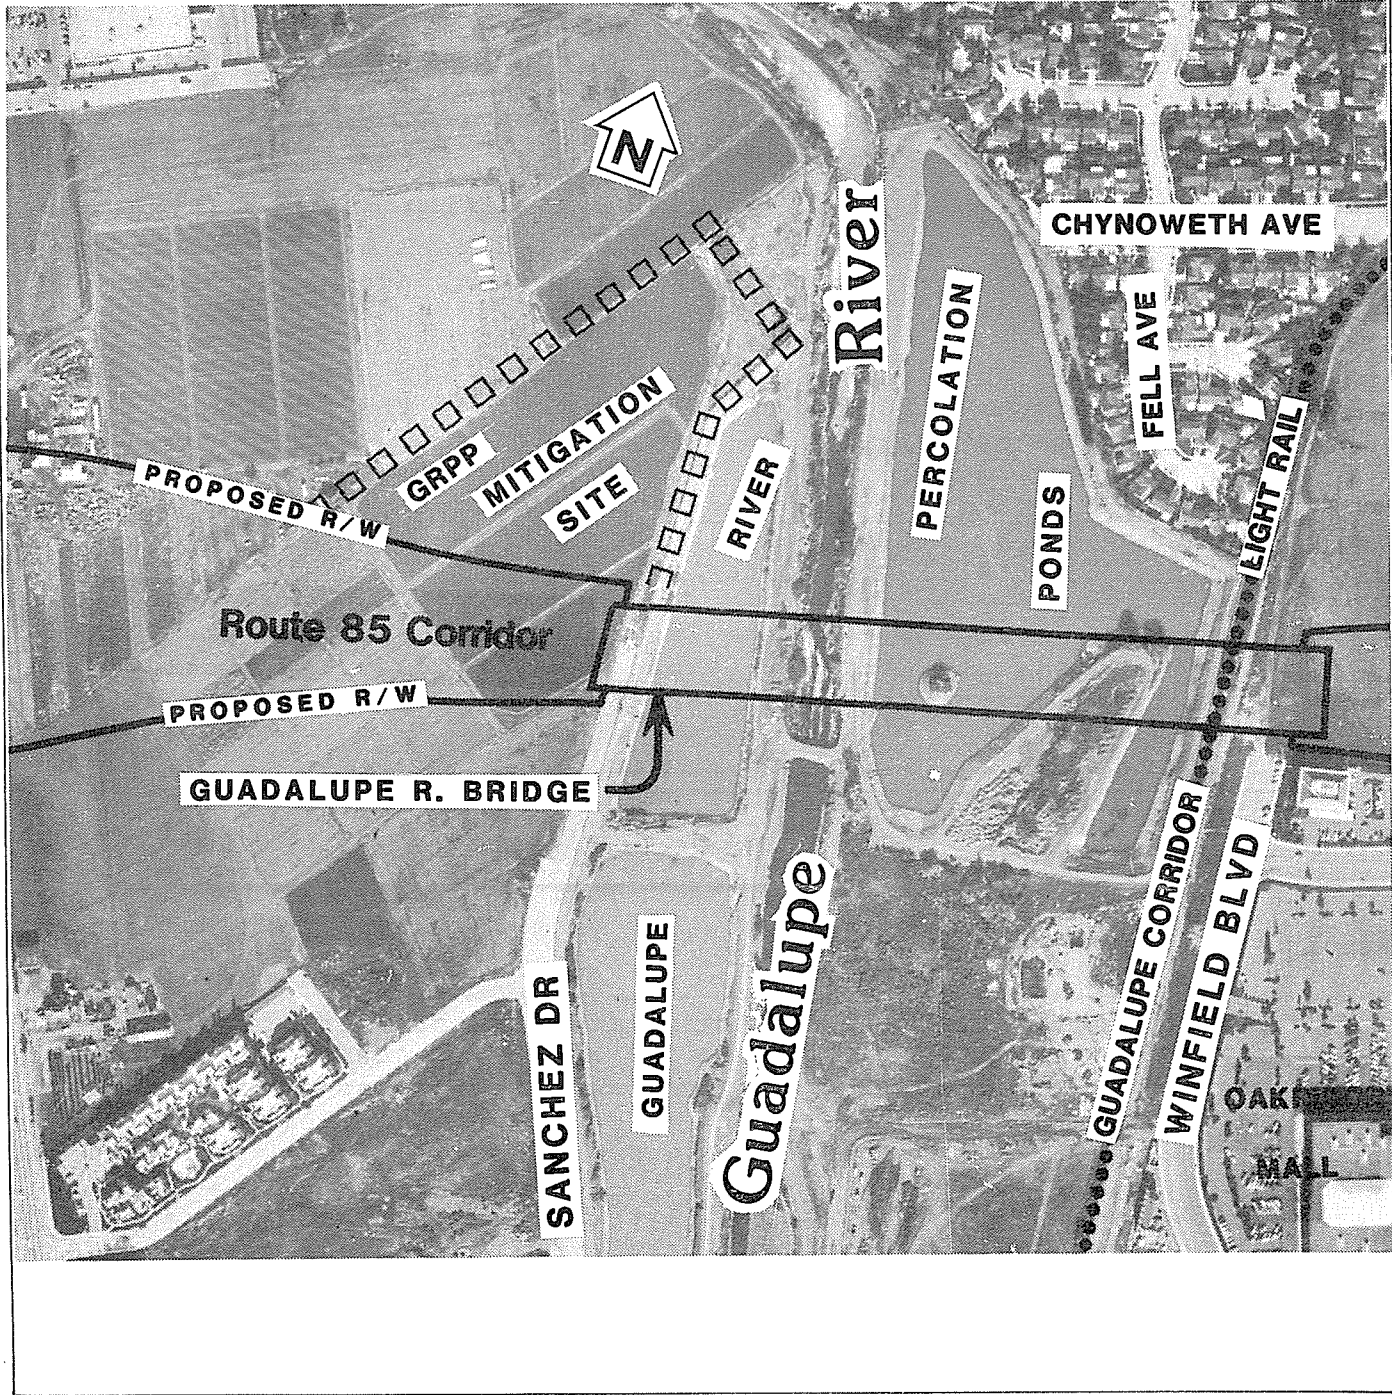 N
River
CHYNOWETH AVE
PERCOLATION
PONDS
FELL AVE
LIGHT RAIL
GRPP
MITIGATION
SITE
RIVER
PROPOSED R/W
Route 85 Corridor
PROPOSED R/W
GUADALUPE R. BRIDGE
SANCHEZ DR
GUADALUPE
Guadalupe
GUADALUPE CORRIDOR
WINFIELD BLVD
MALL